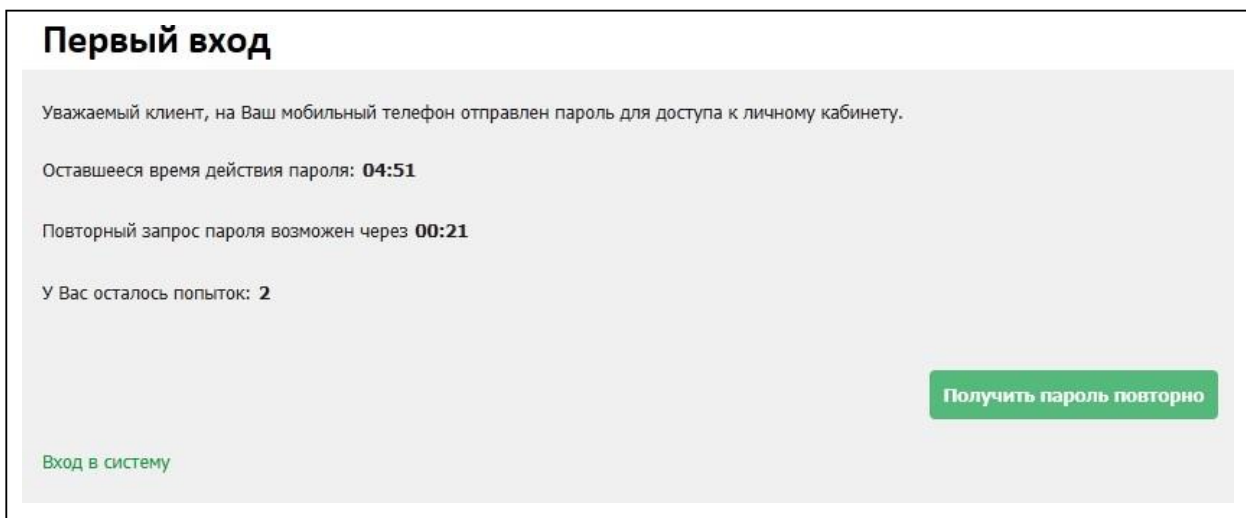 Первый вход
Уважаемый клиент, на Ваш мобильный телефон отправлен пароль для доступа к личному кабинету.
Оставшееся время действия пароля: 04:51
Повторный запрос пароля возможен через 00:21
У Вас осталось попыток: 2
Получить пароль повторно
Вход в систему